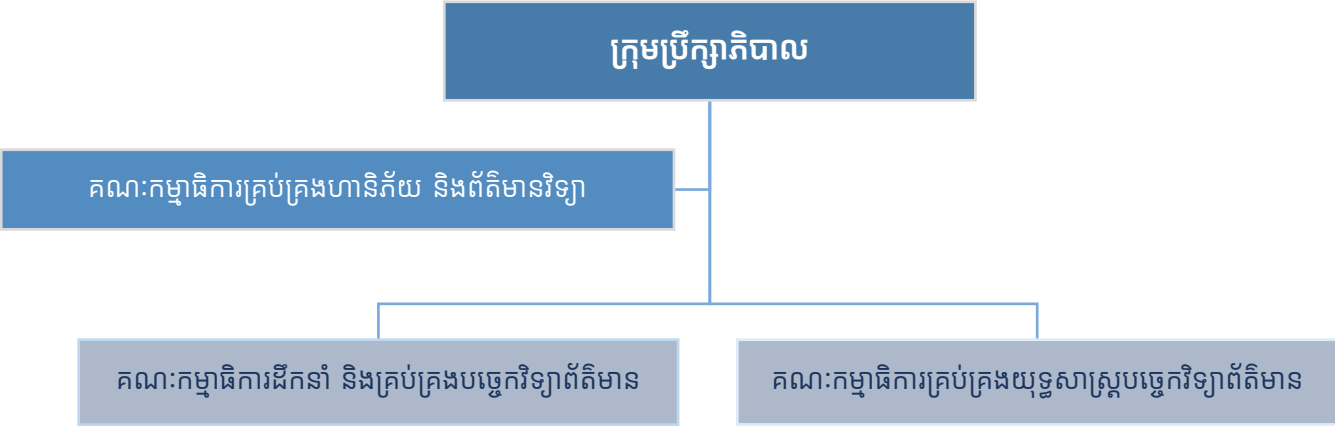 ក្រុមប្រឹក្សាភិបាល
គណ:កម្មាធិការគ្រប់គ្រងហានិភ័យ និងព័ត៌មានវិទ្យា
គណ:កម្មាធិការដឹកនាំ និងគ្រប់គ្រងបច្ចេកវិទ្យាព័ត៌មាន
គណ:កម្មាធិការគ្រប់គ្រងយុទ្ធសាស្ត្របច្ចេកវិទ្យាព័ត៌មាន